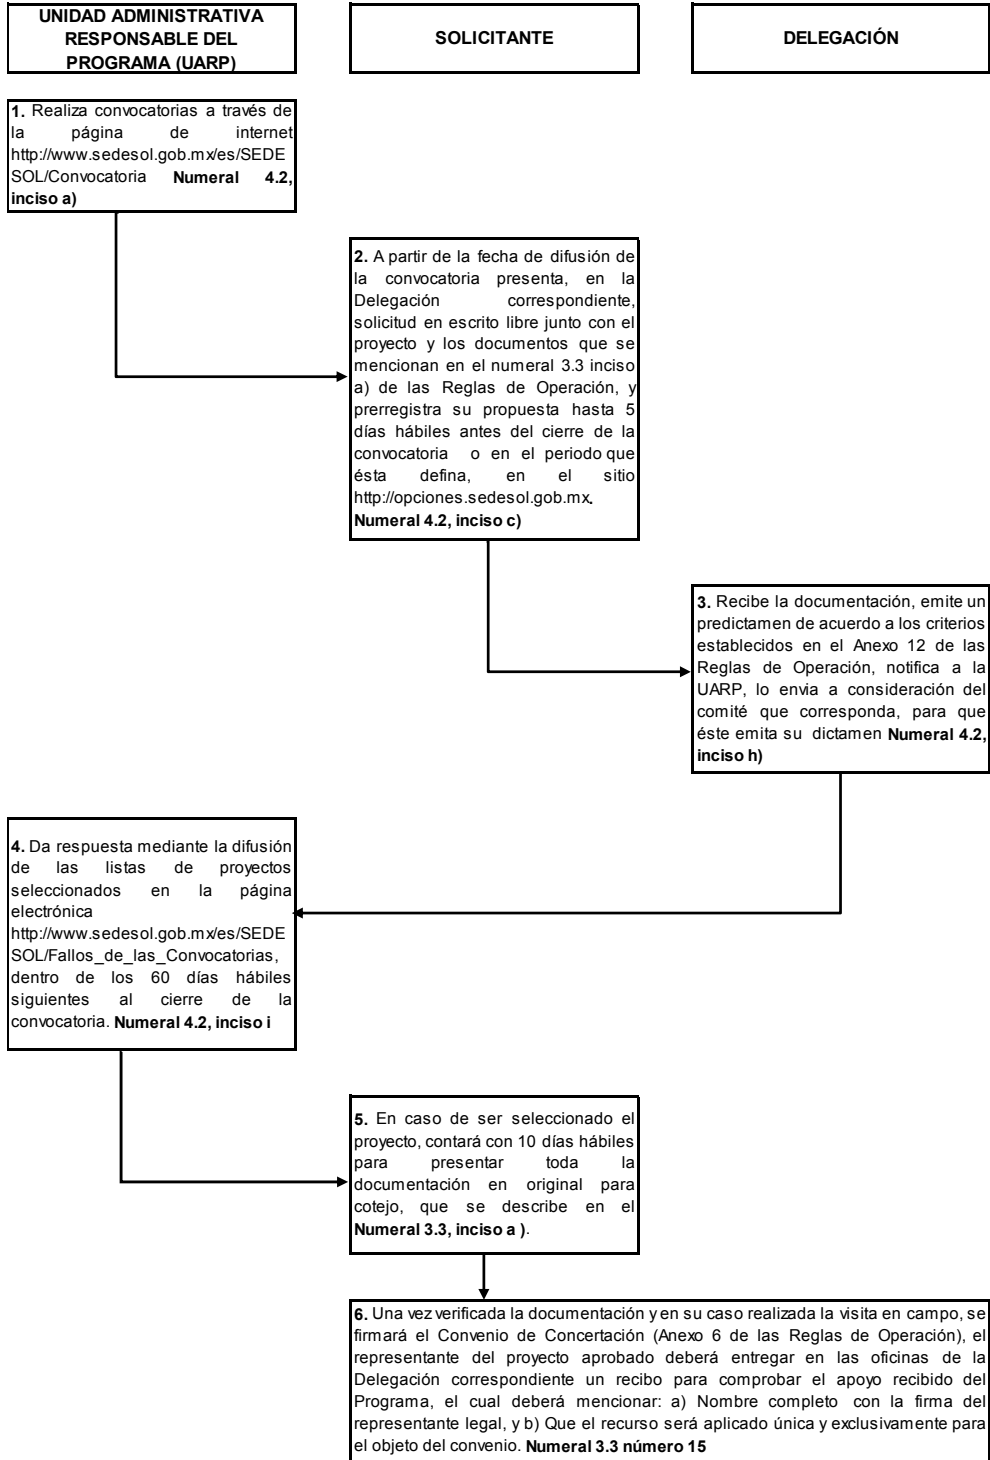 UNIDAD ADMINISTRATIVA
RESPONSABLE DEL
PROGRAMA (UARP)
SOLICITANTE
DELEGACIÓN
1. Realiza convocatorias a través de
la página de internet
http://www.sedesol.gob.mx/es/SEDE
SOL/Convocatoria Numeral 4.2,
inciso a)
2. A partir de la fecha de difusión de
la convocatoria presenta, en la
Delegación correspondiente,
solicitud en escrito libre junto con el
proyecto y los documentos que se
mencionan en el numeral 3.3 inciso
a) de las Reglas de Operación, y
prerregistra su propuesta hasta 5
días hábiles antes del cierre de la
convocatoria o en el periodo que
ésta defina, en el sitio
http://opciones.sedesol.gob.mx.
Numeral 4.2, inciso c)
3. Recibe la documentación, emite un
predictamen de acuerdo a los criterios
establecidos en el Anexo 12 de las
Reglas de Operación, notifica a la
UARP, lo envia a consideración del
comité que corresponda, para que
éste emita su dictamen Numeral 4.2,
inciso h)
4. Da respuesta mediante la difusión
de las listas de proyectos
seleccionados en la página
electrónica
http://www.sedesol.gob.mx/es/SEDE
SOL/Fallos_de_las_Convocatorias,
dentro de los 60 días hábiles
siguientes al cierre de la
convocatoria. Numeral 4.2, inciso i
5. En caso de ser seleccionado el
proyecto, contará con 10 días hábiles
para presentar toda la
documentación en original para
cotejo, que se describe en el
Numeral 3.3, inciso a ).
6. Una vez verificada la documentación y en su caso realizada la visita en campo, se
firmará el Convenio de Concertación (Anexo 6 de las Reglas de Operación), el
representante del proyecto aprobado deberá entregar en las oficinas de la
Delegación correspondiente un recibo para comprobar el apoyo recibido del
Programa, el cual deberá mencionar: a) Nombre completo con la firma del
representante legal, y b) Que el recurso será aplicado única y exclusivamente para
el objeto del convenio. Numeral 3.3 número 15